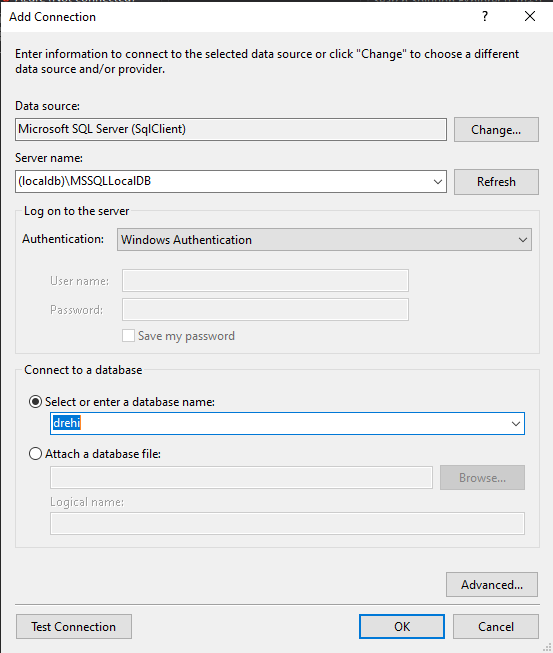 Add Connection
?
Enter information to connect to the selected data source or click "Change" to choose a different
data source and/or provider.
Data source:
Microsoft SQL Server (SqlClient)
Change...
Server name:
(localdb)\MSSQLLocalDB
Refresh
Log on to the server
Authentication:
Windows Authentication
User name:
Password:
Save my password
Connect to a database
Select or enter a database name:
drehi
Attach a database file:
Browse...
Logical name:
Advanced...
Test Connection
OK
Cancel